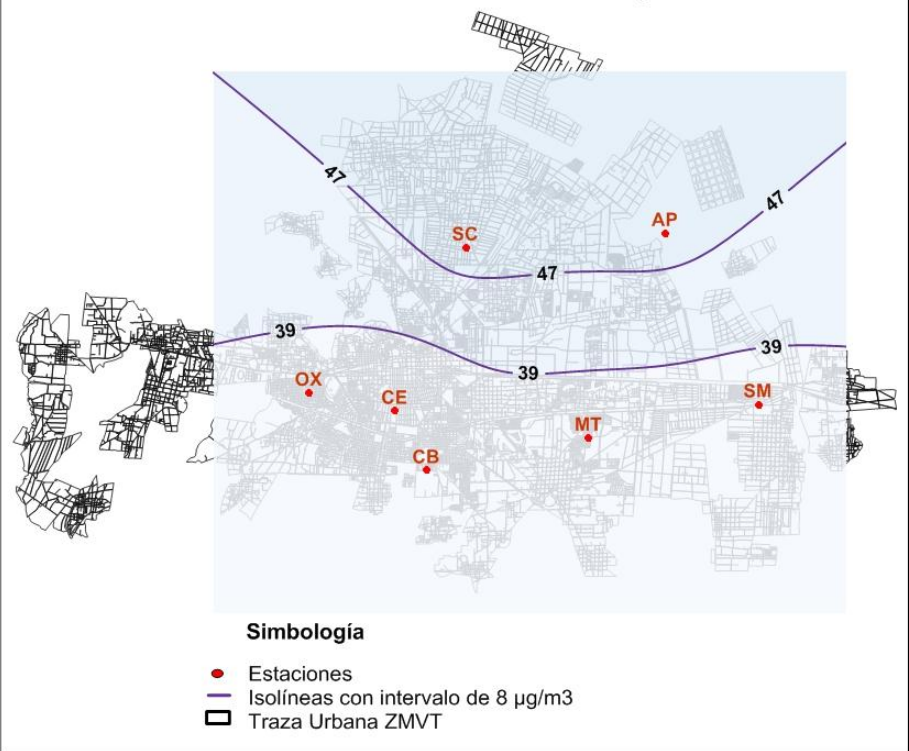 47
47
AP
SC
47
39
39
39
OX
CE
SM
MT
CB
Simbología
Estaciones
Isolíneas con intervalo de 8 µg/m3
Traza Urbana ZMVT